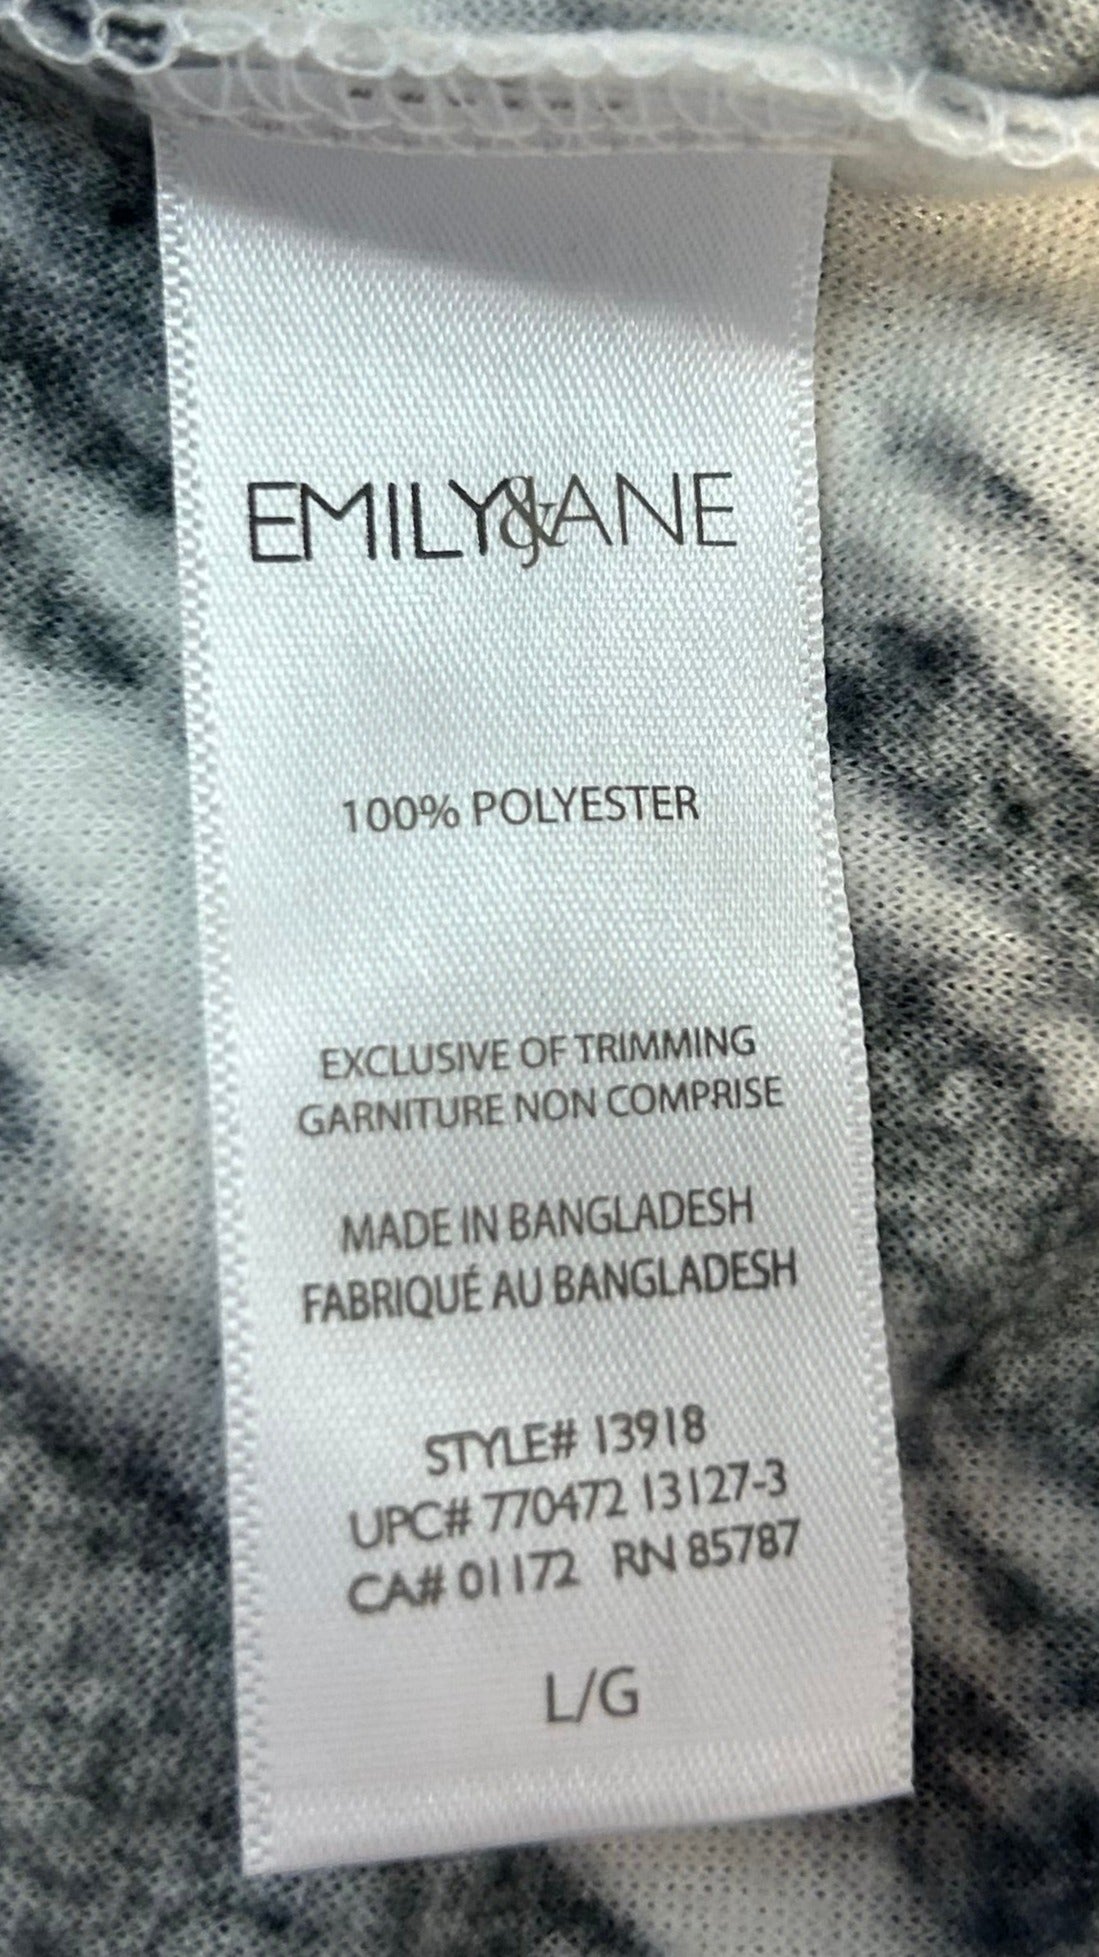 EMILY&JANE
100% POLYESTER
EXCLUSIVE OF TRIMMING
GARNITURE NON COMPRISE
MADE IN BANGLADESH
FABRIQUÉ AU BANGLADESH
STYLE# 13918
UPC# 770472 13127-3
CA# 01172 RN 85787
L/G